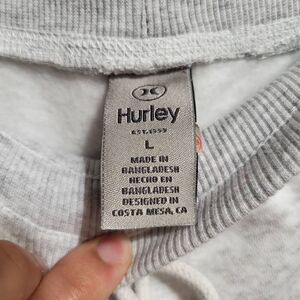 Hurley
EST.1999
L
MADE IN
BANGLADESH
HECHO EN
BANGLADESH
DESIGNED IN
COSTA MESA, CA